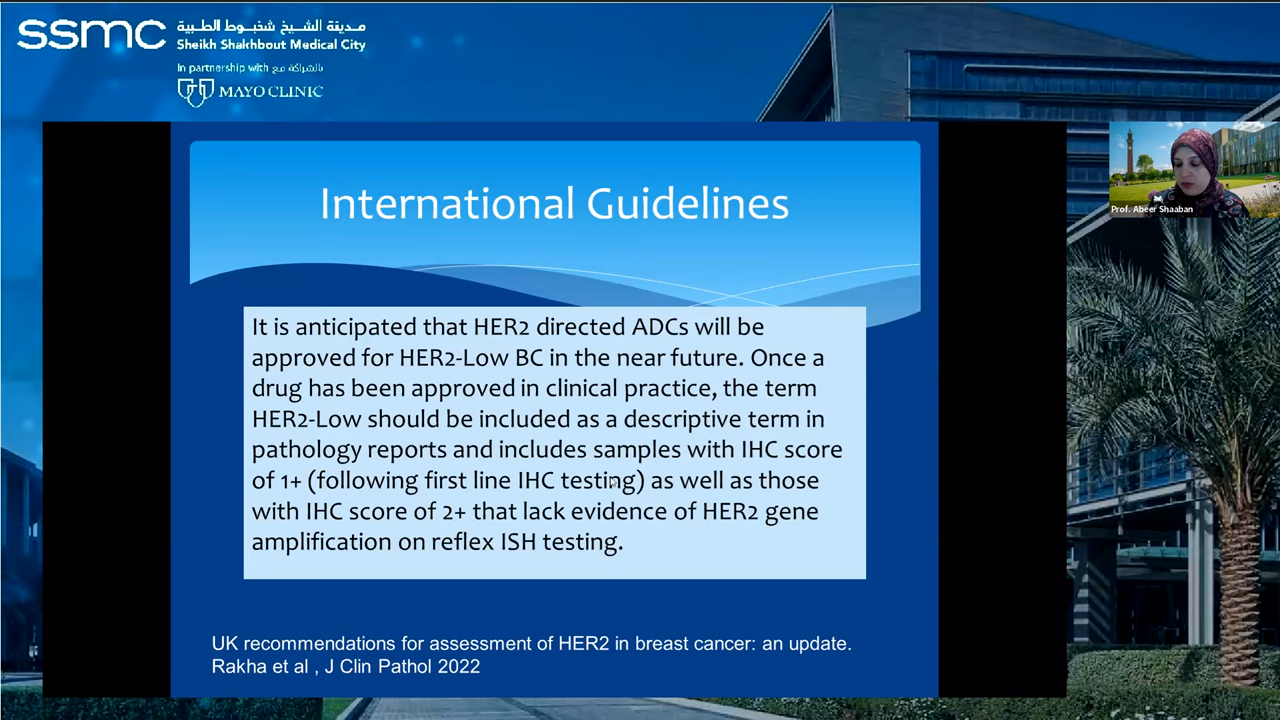 ssmc
مدينة الشيخ شخبوط الطبية
Sheikh Shakhbout Medical City
In partnership with بالشراكة مع
MAYO CLINIC
Prof. Abeer Shaaban
International Guidelines
It is anticipated that HER2 directed ADCs will be
approved for HER2-Low BC in the near future. Once a
drug has been approved in clinical practice, the term
HER2-Low should be included as a descriptive term in
pathology reports and includes samples with IHC score
of 1+ (following first line IHC testing) as well as those
with IHC score of 2+ that lack evidence of HER2 gene
amplification on reflex ISH testing.
UK recommendations for assessment of HER2 in breast cancer: an update.
Rakha et al , J Clin Pathol 2022